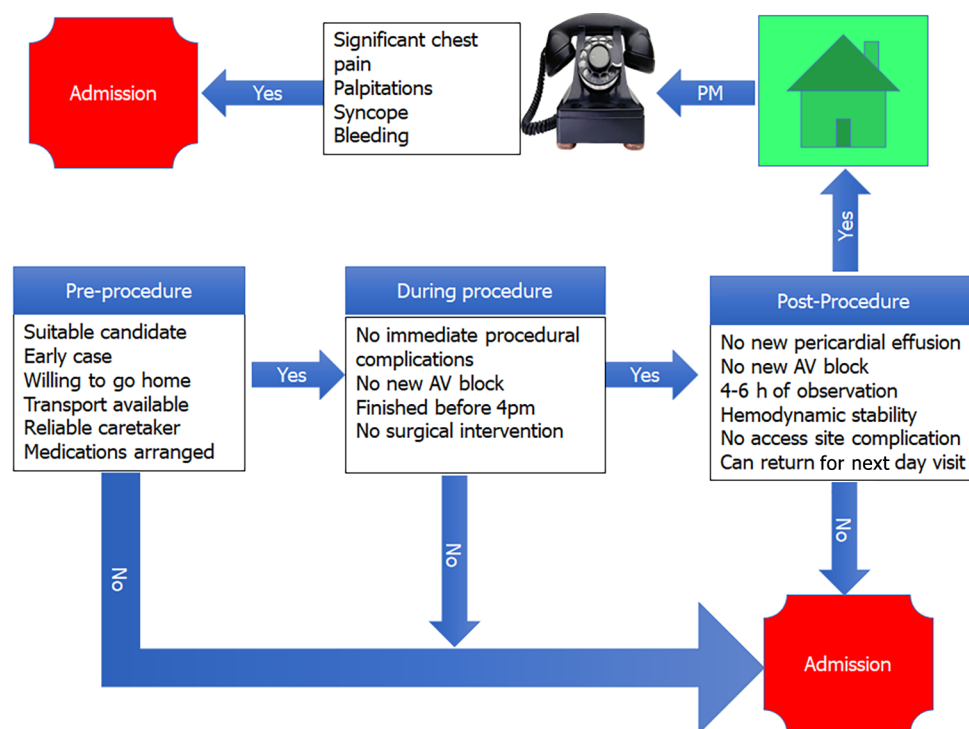 Admission
Yes
Significant chest
pain
Palpitations
Syncope
Bleeding
PM
Yes
Pre-procedure
Suitable candidate
Early case
Willing to go home
Transport available
Reliable caretaker
Medications arranged
Yes
During procedure
No immediate procedural
complications
No new AV block
Finished before 4pm
No surgical intervention
Yes
Post-Procedure
No new pericardial effusion
No new AV block
4-6 h of observation
Hemodynamic stability
No access site complication
Can return for next day visit
No
No
No
Admission